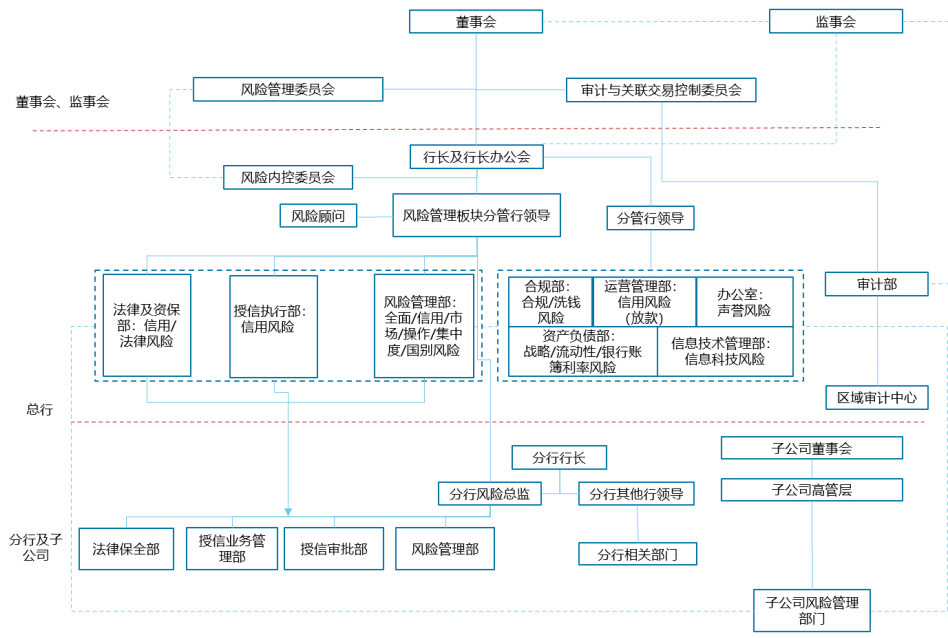 董事会
监事会
风险管理委员会
审计与关联交易控制委员会
董事会、监事会
行长及行长办公会
风险内控委员会
风险顾问
风险管理板块分管行领导
分管行领导
法律及资保
部：信用/
法律风险
授信执行部：
信用风险
风险管理部：
全面/信用/市
场/操作/集中
度/国别风险
合规部：
合规/洗钱
风险
运营管理部：
信用风险
(放款)
办公室：
声誉风险
资产负债部：
战略/流动性/银行账
簿利率风险
信息技术管理部：
信息科技风险
审计部
区域审计中心
总行
分行行长
分行风险总监
分行其他行领导
子公司董事会
子公司高管层
分行及子
公司
法律保全部
授信业务管
理部
授信审批部
风险管理部
分行相关部门
子公司风险管理
部门